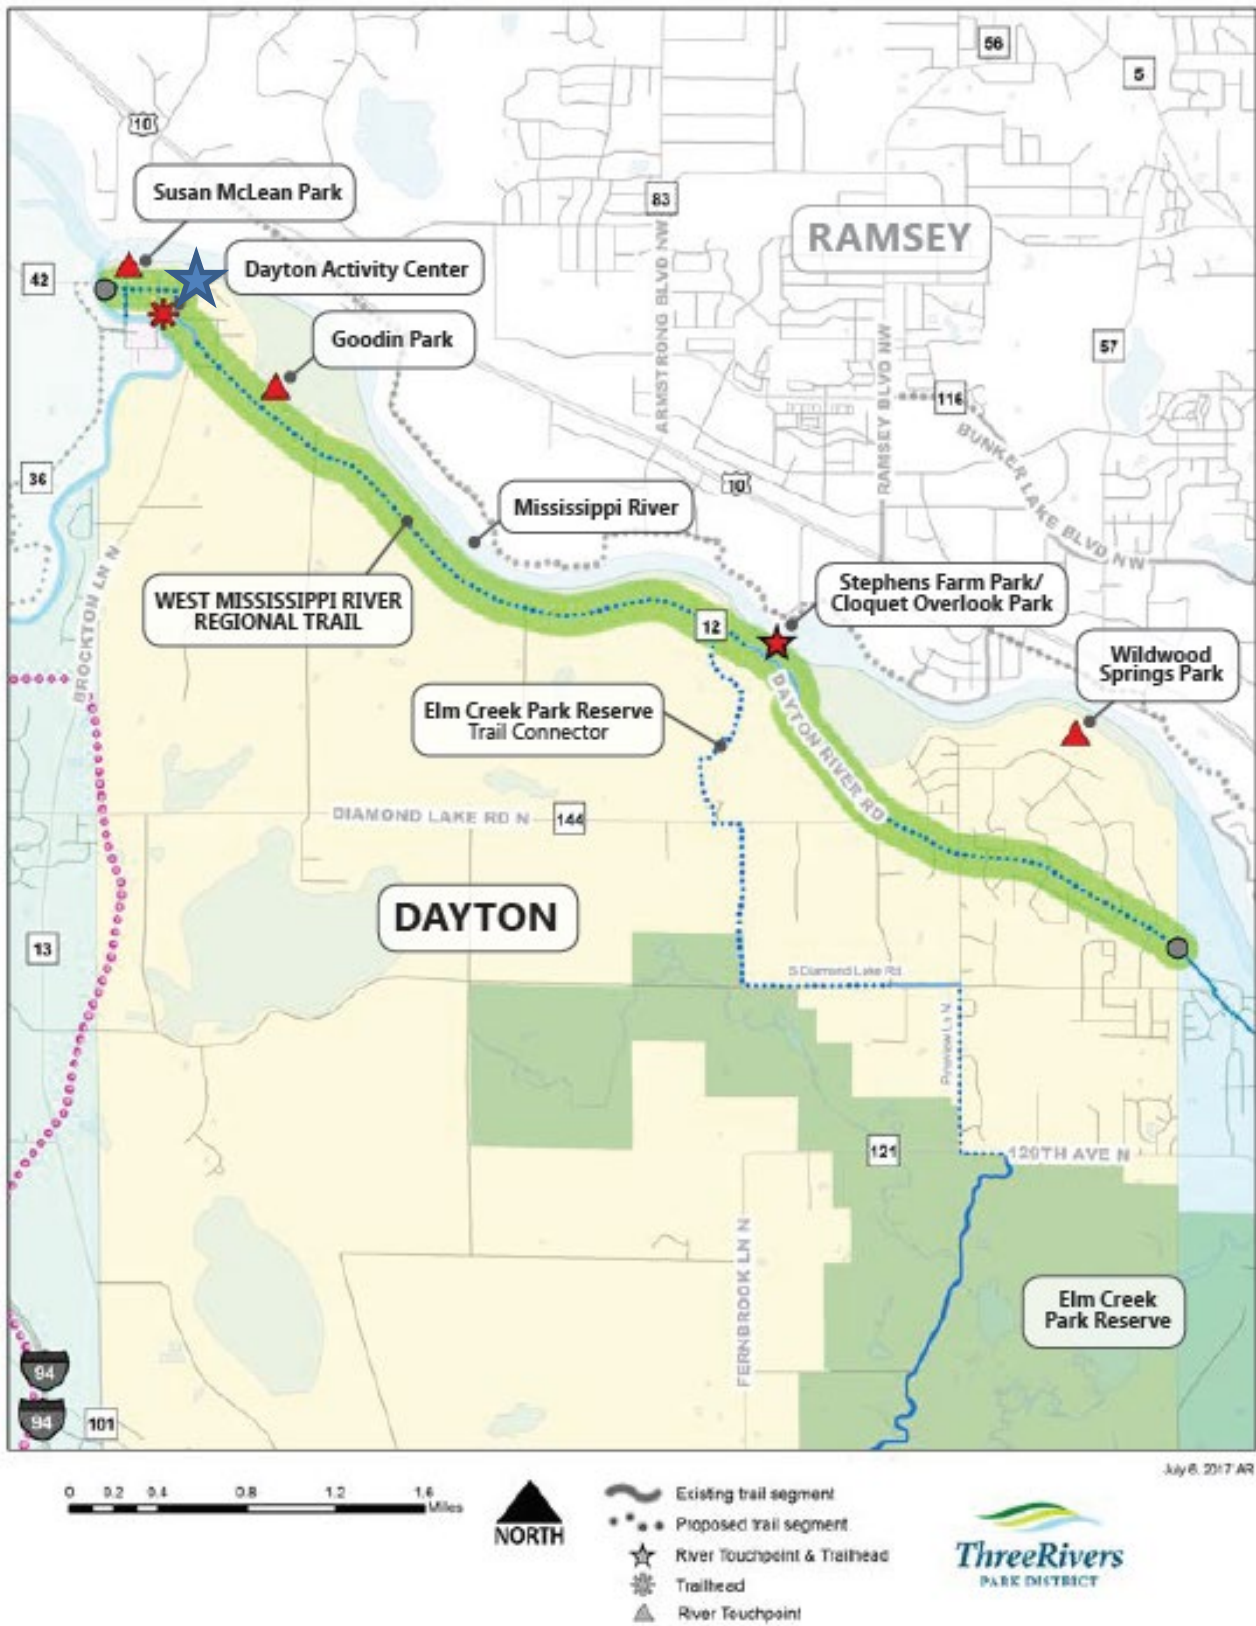 56
5
10
Susan McLean Park
83
RAMSEY
42
Dayton Activity Center
Goodin Park
ARMSTRONG BLVD NW
57
RAMSEY BLVD NW
116
BUNKER LAKE BLVD NW
36
10
Mississippi River
BROCKTON LN N
WEST MISSISSIPPI RIVER
REGIONAL TRAIL
Stephens Farm Park/
Cloquet Overlook Park
12
Wildwood
Springs Park
Elm Creek Park Reserve
Trail Connector
DAYTON RIVER RD
DIAMOND LAKE RD N
144
DAYTON
13
S Diamond Lake Rd
Pineview Ln N
121
129TH AVE N
FERNBROOK LN N
Elm Creek
Park Reserve
94
94
101
July 6, 2017 AR
0 0.2 0.4 0.8 1.2 1.6
Miles
NORTH
Existing trail segment
Proposed trail segment
River Touchpoint & Trailhead
Trailhead
River Touchpoint
ThreeRivers
PARK DISTRICT